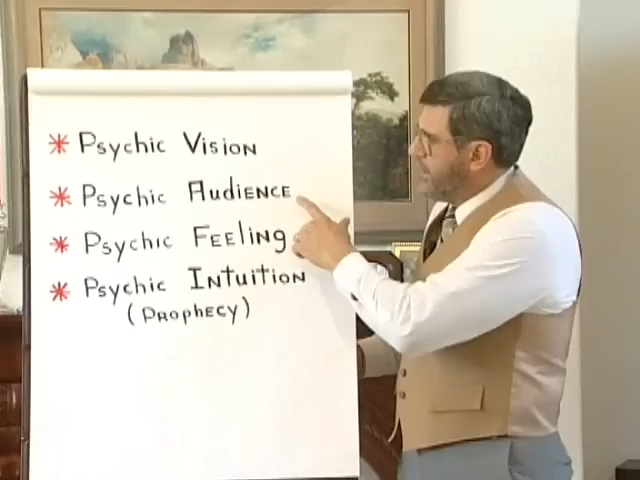 * Psychic Vision
* Psychic Audience
* Psychic Feeling
* Psychic Intuition
(Prophecy)